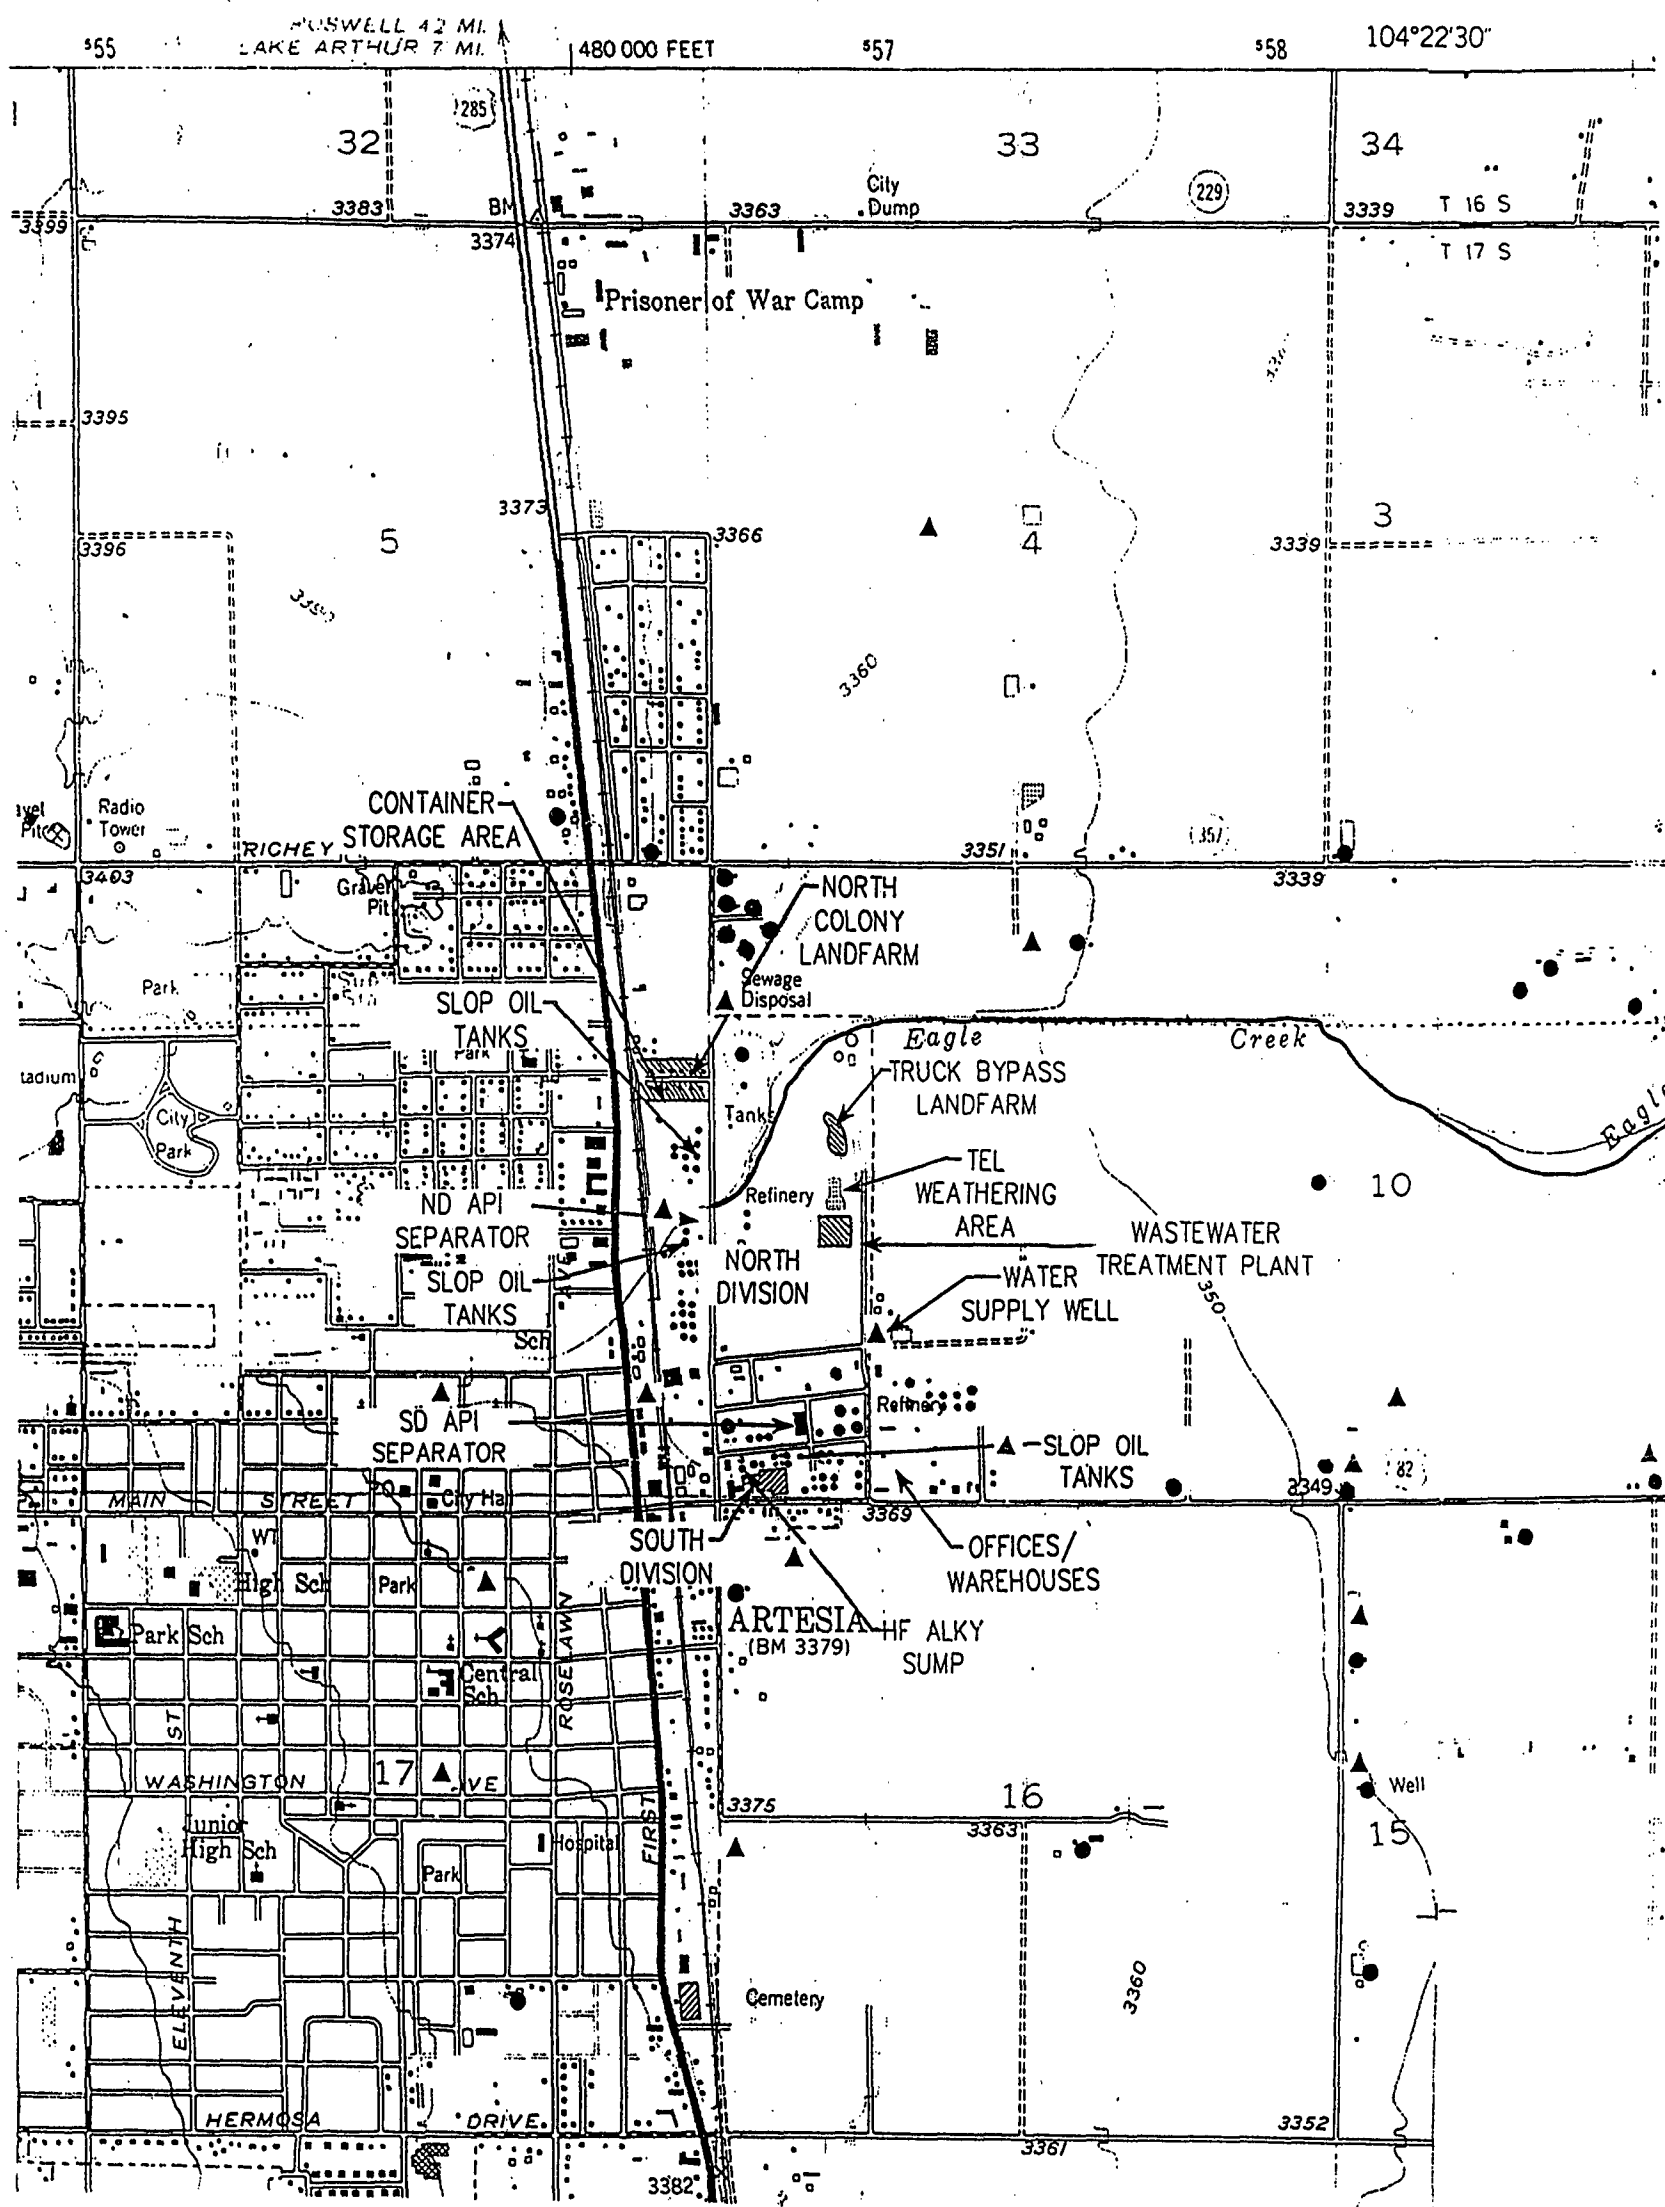 ROSWELL 42 MI.
LAKE ARTHUR 7 MI.
⁵55
480 000 FEET
⁵57
⁵58
104°22'30"
285
32
33
34
City
Dump
229
3399
3383
BM
3374
3363
3339
T 16 S
T 17 S
Prisoner of War Camp
3395
3373
3366
3396
5
4
3
3339
3360
CONTAINER
STORAGE AREA
Radio
Tower
Pit
RICHEY
3351
357
3403
3339
Gravel
Pit
NORTH
COLONY
LANDFARM
Park
Sewage
Disposal
SLOP OIL
TANKS
Park
Eagle
Creek
tadium
TRUCK BYPASS
LANDFARM
City
Park
Tanks
Eagle
TEL
WEATHERING
AREA
10
ND API
SEPARATOR
Refinery
WASTEWATER
TREATMENT PLANT
SLOP OIL
TANKS
AVE
NORTH
DIVISION
WATER
SUPPLY WELL
350
Sch
SD API
SEPARATOR
Refinery
SLOP OIL
TANKS
82
MAIN
STREET
City Hall
3369
3349
WT
High Sch
Park
SOUTH
DIVISION
OFFICES/
WAREHOUSES
Park Sch
ROSELAWN
ARTESIA
(BM 3379)
HF ALKY
SUMP
Central
Sch
ST
WASHINGTON
17
VE
3375
16
3363
Well
15
Junior
High Sch
Hospital
FIRST
Park
ELEVENTH
Cemetery
3360
HERMOSA
DRIVE
3352
3361
3382